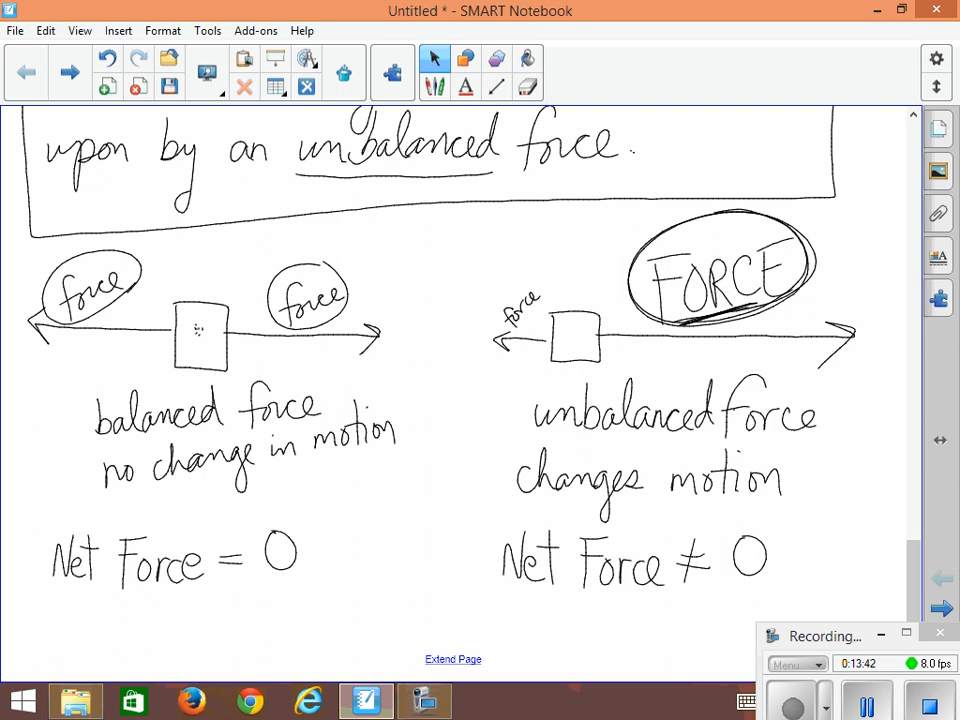 Untitled * - SMART Notebook
File Edit View Insert Format Tools Add-ons Help
upon by an unbalanced force.
force force force FORCE
balanced force
no change in motion
unbalanced force
changes motion
Net Force = 0
Net Force ≠ 0
Extend Page
Recording...
Menu 0:13:42 8.0 fps